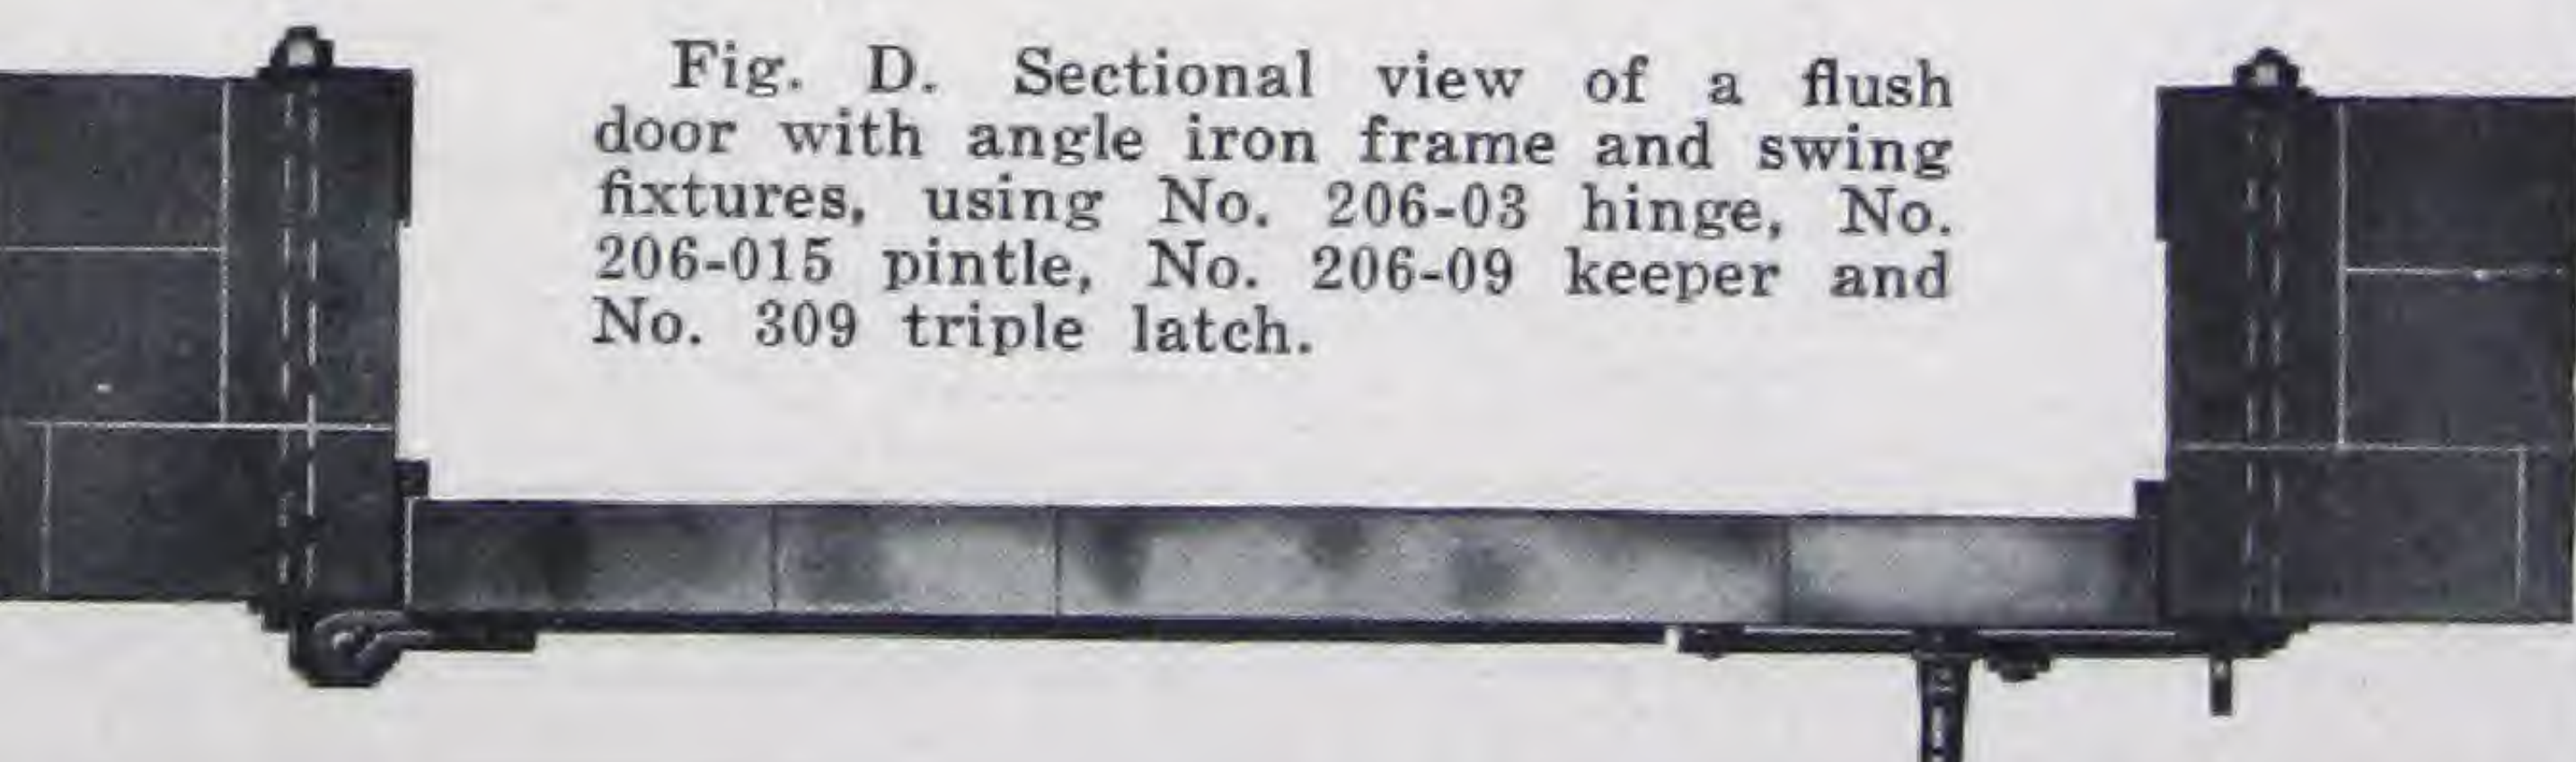 Fig. D. Sectional view of a flush
door with angle iron frame and swing
fixtures, using No. 206-03 hinge, No.
206-015 pintle, No. 206-09 keeper and
No. 309 triple latch.